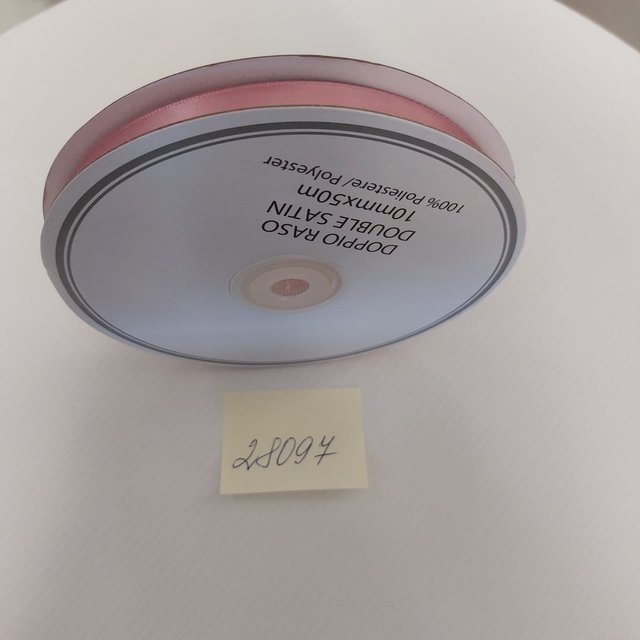 DOPPIO RASO
DOUBLE SATIN
10mmx50m
100% Poliestere/ Polyester
28097